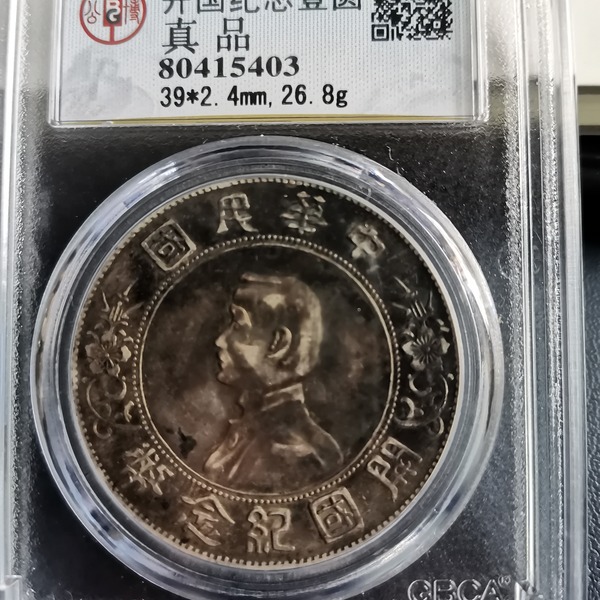 开国纪念壹圆
真品
80415403
39*2.4mm, 26.8g
中華民國
開國紀念幣
GBCA®